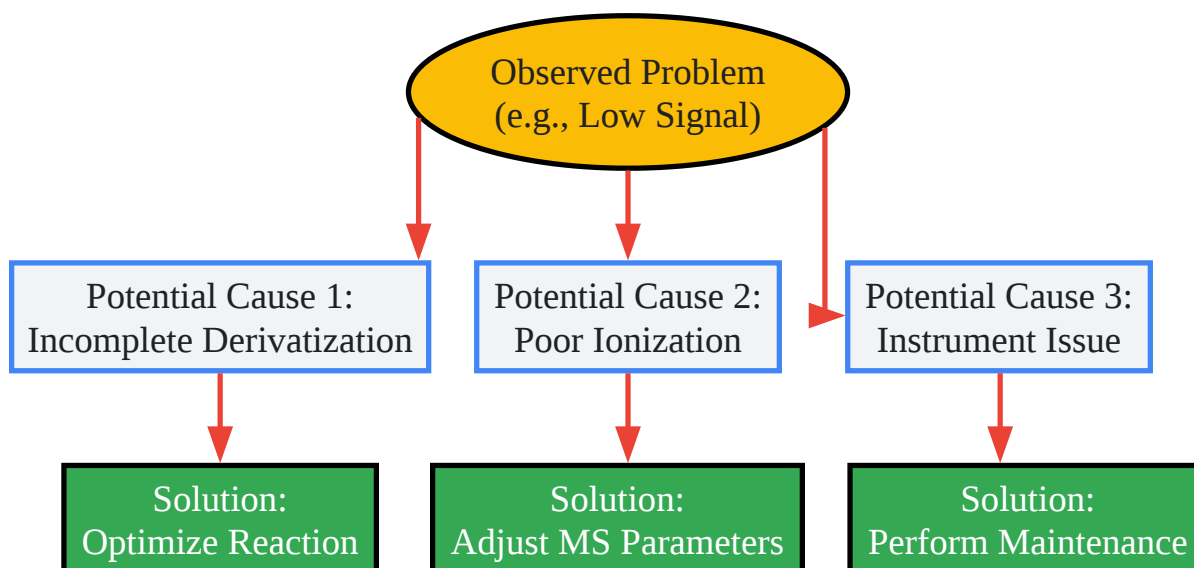 Observed Problem
(e.g., Low Signal)
Potential Cause 1:
Incomplete Derivatization
Potential Cause 2:
Poor Ionization
Potential Cause 3:
Instrument Issue
Solution:
Optimize Reaction
Solution:
Adjust MS Parameters
Solution:
Perform Maintenance